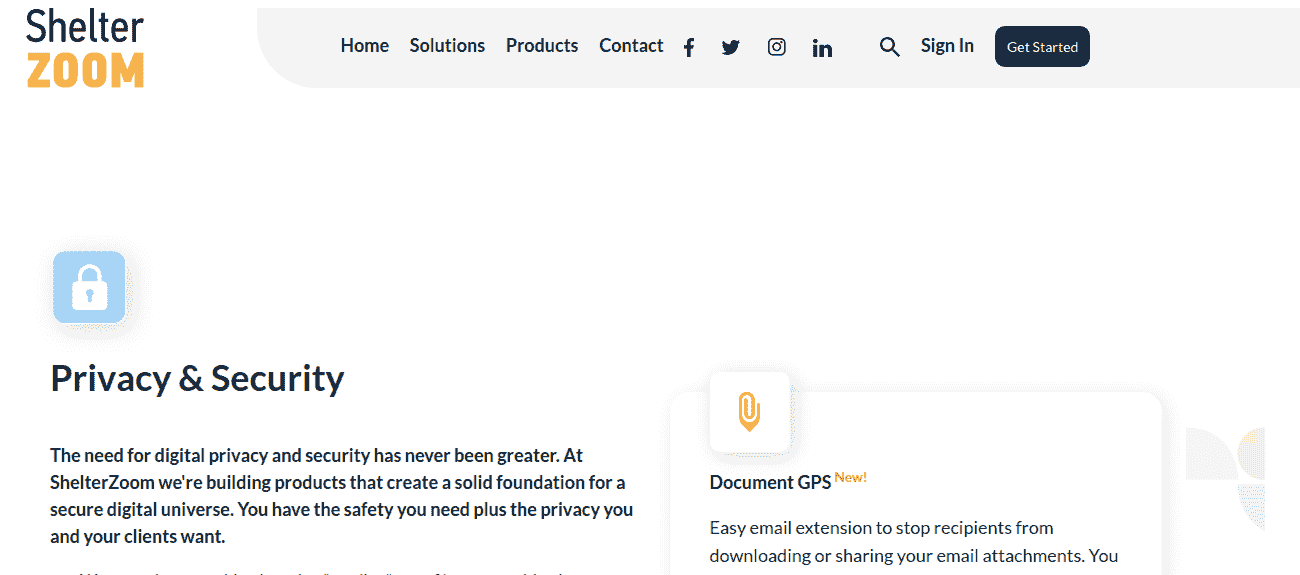 Shelter
ZOOM
Home Solutions Products Contact Sign In Get Started
Privacy & Security
The need for digital privacy and security has never been greater. At
ShelterZoom we're building products that create a solid foundation for a
secure digital universe. You have the safety you need plus the privacy you
and your clients want.
Document GPS New!
Easy email extension to stop recipients from
downloading or sharing your email attachments. You